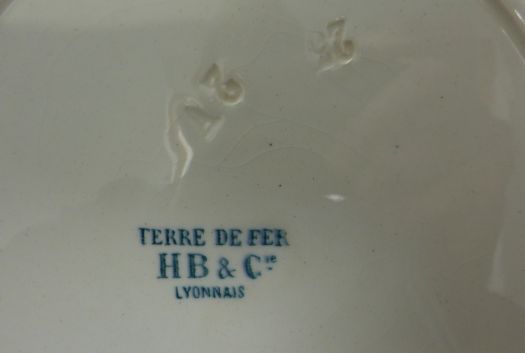 TERRE DE FER
HB & Cie
LYONNAIS